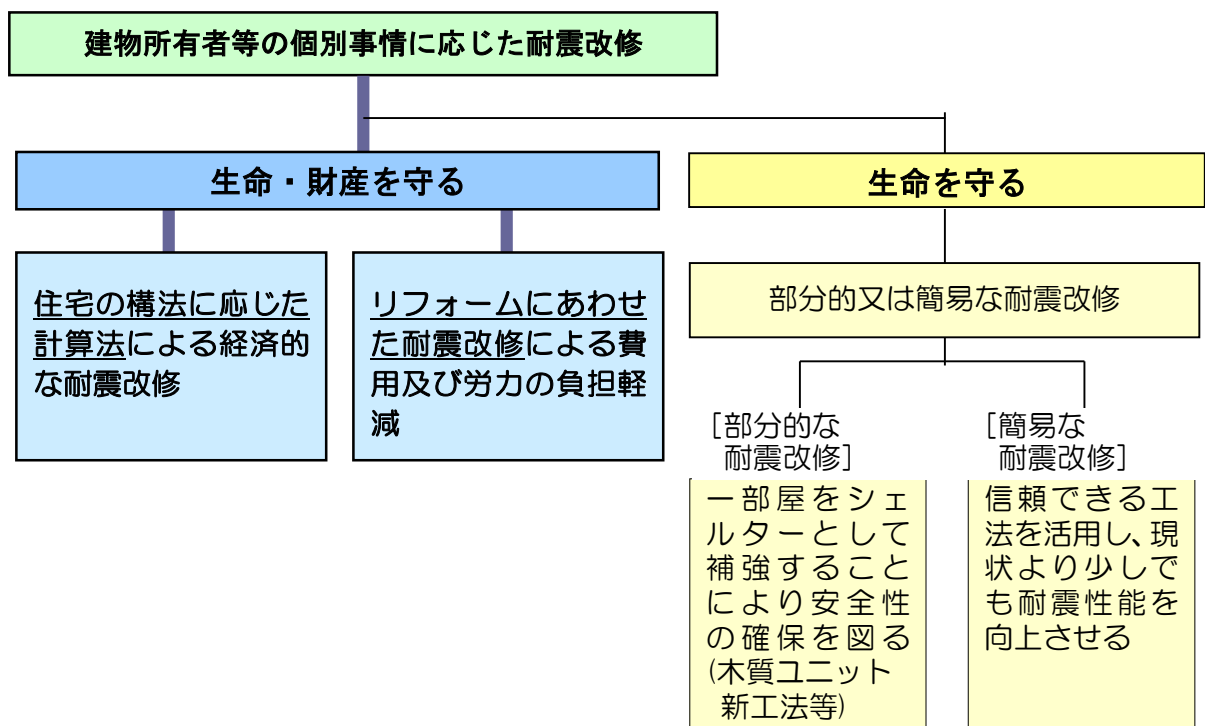 建物所有者等の個別事情に応じた耐震改修
生命・財産を守る
生命を守る
住宅の構法に応じた
計算法による経済的
な耐震改修
リフォームにあわせ
た耐震改修による費
用及び労力の負担軽
減
部分的又は簡易な耐震改修
[部分的な
耐震改修]
一部屋をシェ
ルターとして
補強すること
により安全性
の確保を図る
(木質ユニット
新工法等)
[簡易な
耐震改修]
信頼できる工
法を活用し、現
状より少しで
も耐震性能を
向上させる